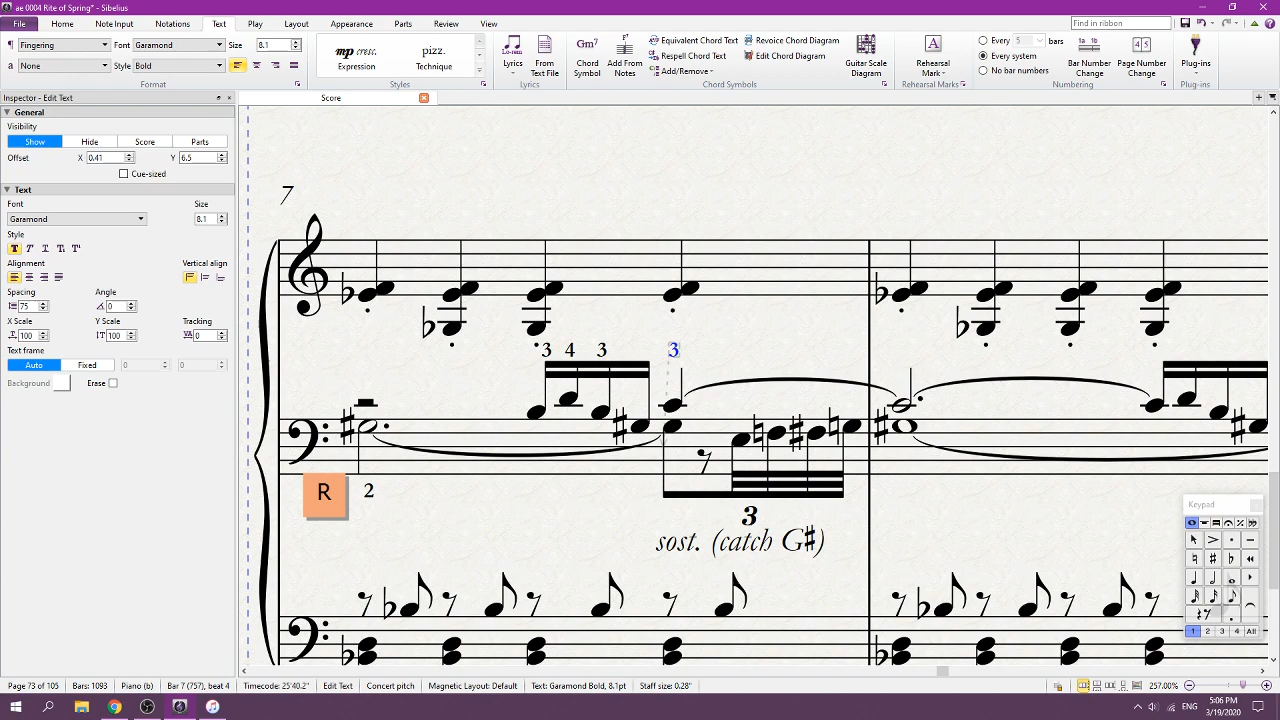 ae 0004 Rite of Spring* - Sibelius
File Home Note Input Notations Text Play Layout Appearance Parts Review View Find in ribbon
Fingering Font Garamond Size 8.1
None Style Bold
Format
mp cresc. pizz.
Expression Technique
Styles
Lyrics From Text File
Lyrics
Gm7
Chord Symbol Add From Notes
Equivalent Chord Text
Respell Chord Text
Add/Remove
Revoice Chord Diagram
Edit Chord Diagram
Guitar Scale Diagram
Chord Symbols
A
Rehearsal Mark
Rehearsal Marks
Every 5 bars
Every system
No bar numbers
Bar Number Change
Page Number Change
Numbering
Plug-ins
Plug-ins
Inspector - Edit Text
Score
General
Visibility
Show Hide Score Parts
Offset X 0.41 Y 6.5
Cue-sized
Text
Font Size
Garamond 8.1
Style
Alignment Vertical align
Spacing Angle
75 0
X Scale Y Scale Tracking
100 100 0
Text frame
Auto Fixed 0 0
Background Erase
7
3 4 3 3
R 2
3
sost. (catch G♯)
Keypad
1 2 3 4 All
Page 73 of 105 Bars: 1093 Piano (b) Bar 7 (757), beat 4 Timecode: 25'40.2" Edit Text Concert pitch Magnetic Layout: Default Text: Garamond Bold, 8.1pt Staff size: 0.28" 257.00%
ENG 5:06 PM
3/19/2020